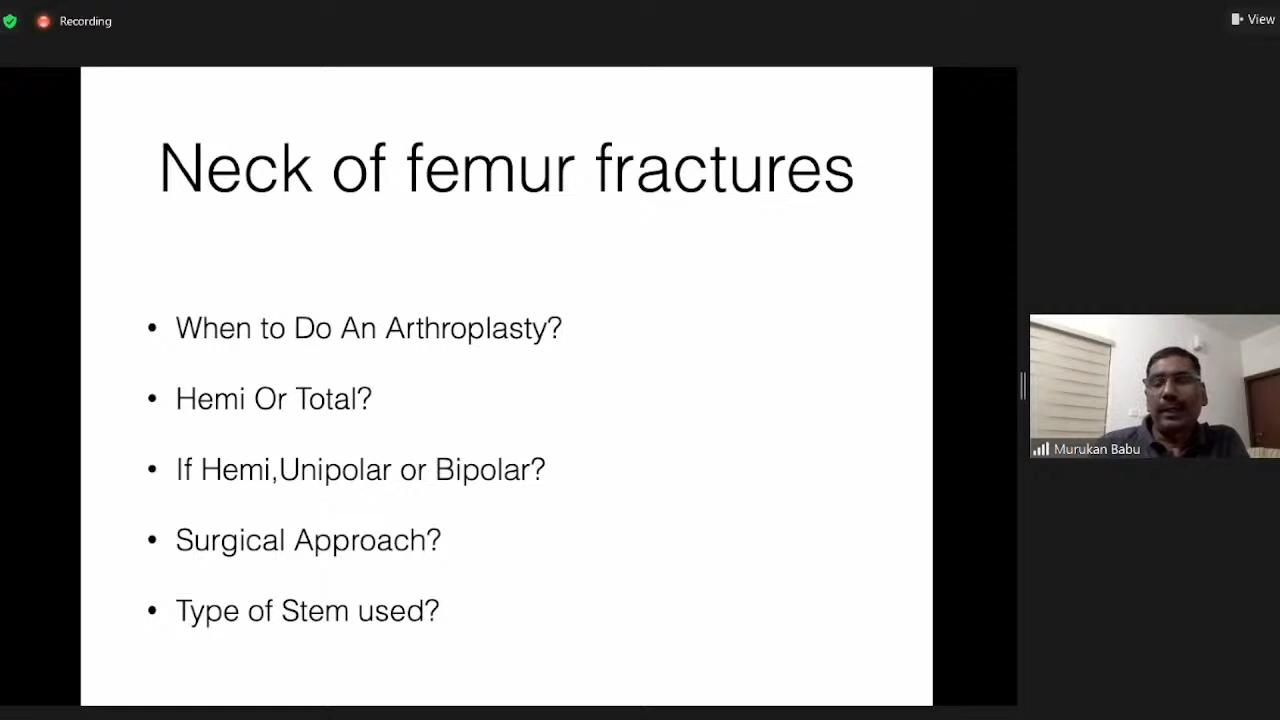 Recording
View
Neck of femur fractures
• When to Do An Arthroplasty?
• Hemi Or Total?
• If Hemi,Unipolar or Bipolar?
• Surgical Approach?
• Type of Stem used?
Murukan Babu